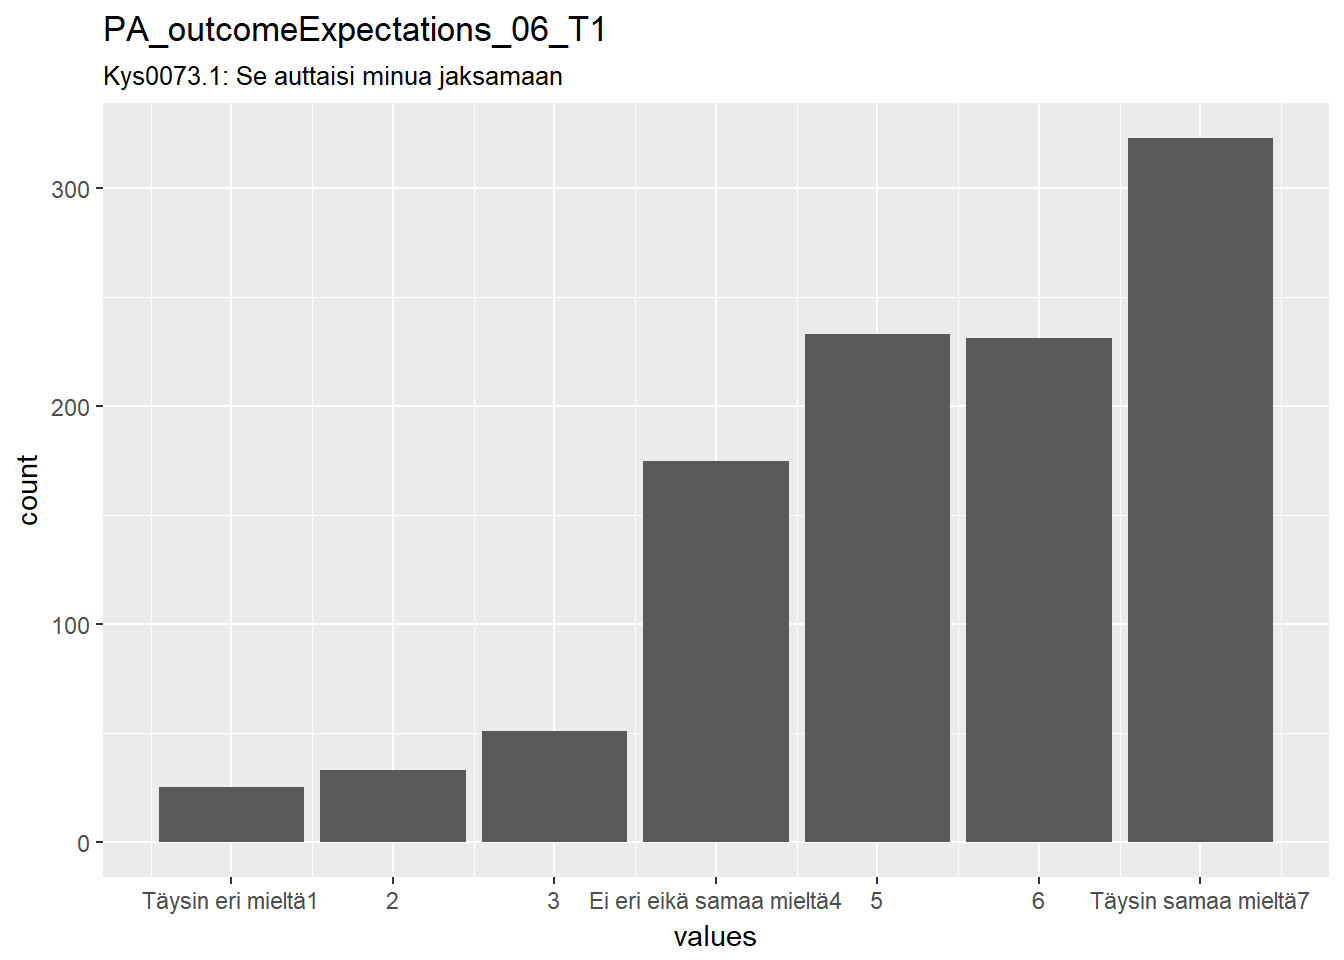 PA_outcomeExpectations_06_T1
Kys0073.1: Se auttaisi minua jaksamaan
count
300
200
100
0
Täysin eri mieltä1 2 3 Ei eri eikä samaa mieltä4 5 6 Täysin samaa mieltä7
values